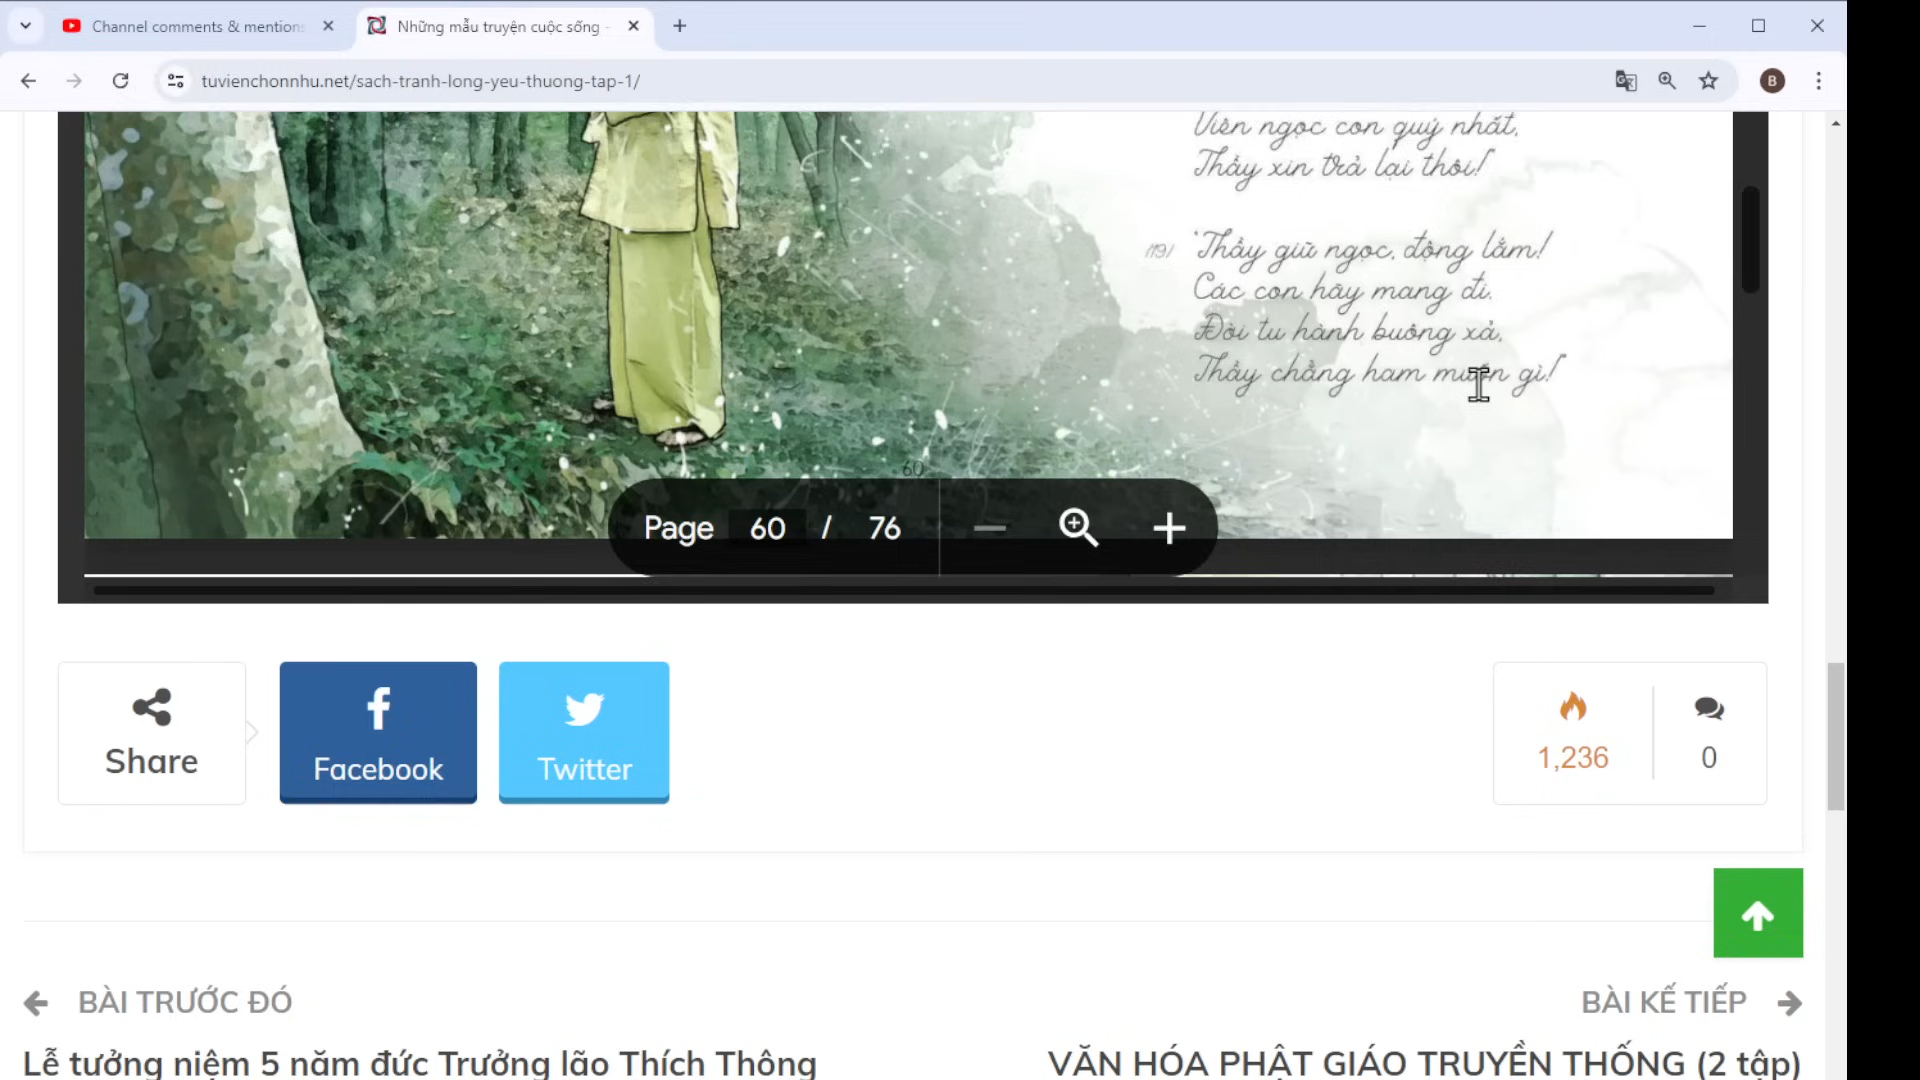 Channel comments & mentions
Những mẫu truyện cuộc sống -
tuvienchonnhu.net/sach-tranh-long-yeu-thuong-tap-1/
B
Viên ngọc con quý nhất,
Thầy xin trả lại thôi!"
/19/
"Thầy giữ ngọc, động lắm!
Các con hãy mang đi.
Đời tu hành buông xả,
Thầy chẳng ham muốn gì!"
60
Page 60 / 76
Share
Facebook
Twitter
1,236
0
BÀI TRƯỚC ĐÓ
BÀI KẾ TIẾP
Lễ tưởng niệm 5 năm đức Trưởng lão Thích Thông
VĂN HÓA PHẬT GIÁO TRUYỀN THỐNG (2 tập)